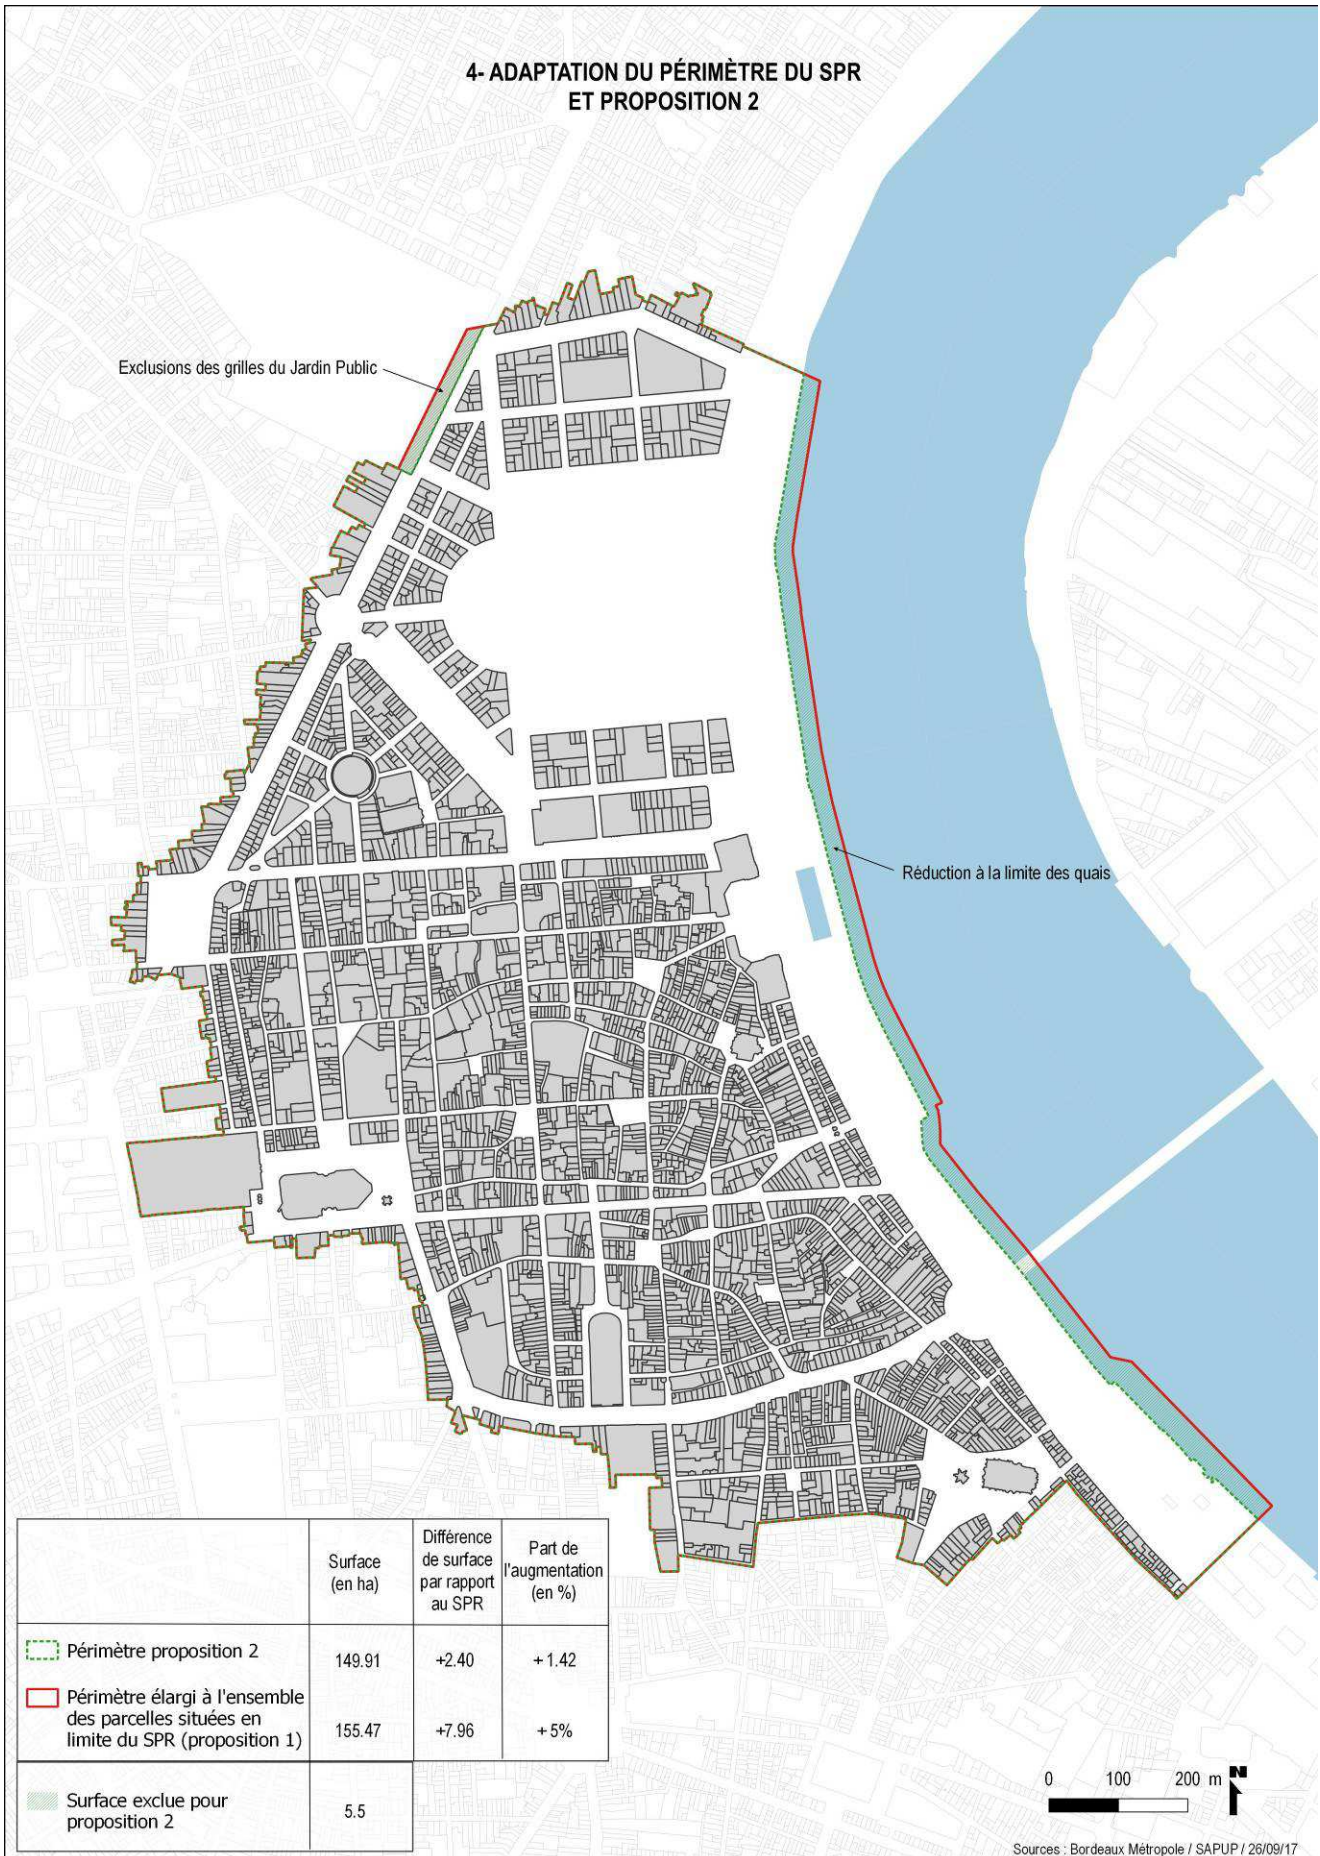 4- ADAPTATION DU PÉRIMÈTRE DU SPR
ET PROPOSITION 2
Exclusions des grilles du Jardin Public
Réduction à la limite des quais
Surface
(en ha)
Différence
de surface
par rapport
au SPR
Part de
l'augmentation
(en %)
Périmètre proposition 2
149.91
+2.40
+ 1.42
Périmètre élargi à l'ensemble
des parcelles situées en
limite du SPR (proposition 1)
155.47
+7.96
+ 5%
Surface exclue pour
proposition 2
5.5
0 100 200 m
N
Sources : Bordeaux Métropole / SAPUP / 26/09/17